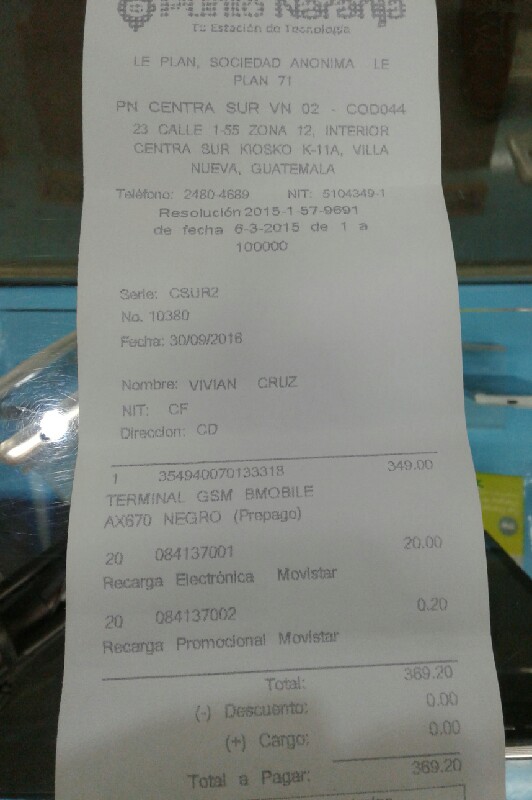 Punto Naranja
Tu Estación de Tecnología
LE PLAN, SOCIEDAD ANONIMA LE
PLAN 71
PN CENTRA SUR VN 02 - COD044
23 CALLE 1-55 ZONA 12, INTERIOR
CENTRA SUR KIOSKO K-11A, VILLA
NUEVA, GUATEMALA
Teléfono: 2480-4689 NIT: 5104349-1
Resolución 2015-1-57-9691
de fecha 6-3-2015 de 1 a
100000
Serie: CSUR2
No. 10380
Fecha: 30/09/2016
Nombre: VIVIAN CRUZ
NIT: CF
Direccion: CD
1 354940070133318 349.00
TERMINAL GSM BMOBILE
AX670 NEGRO (Prepago)
20 084137001 20.00
Recarga Electrónica Movistar
20 084137002 0.20
Recarga Promocional Movistar
Total: 369.20
(-) Descuento: 0.00
(+) Cargo: 0.00
Total a Pagar: 369.20